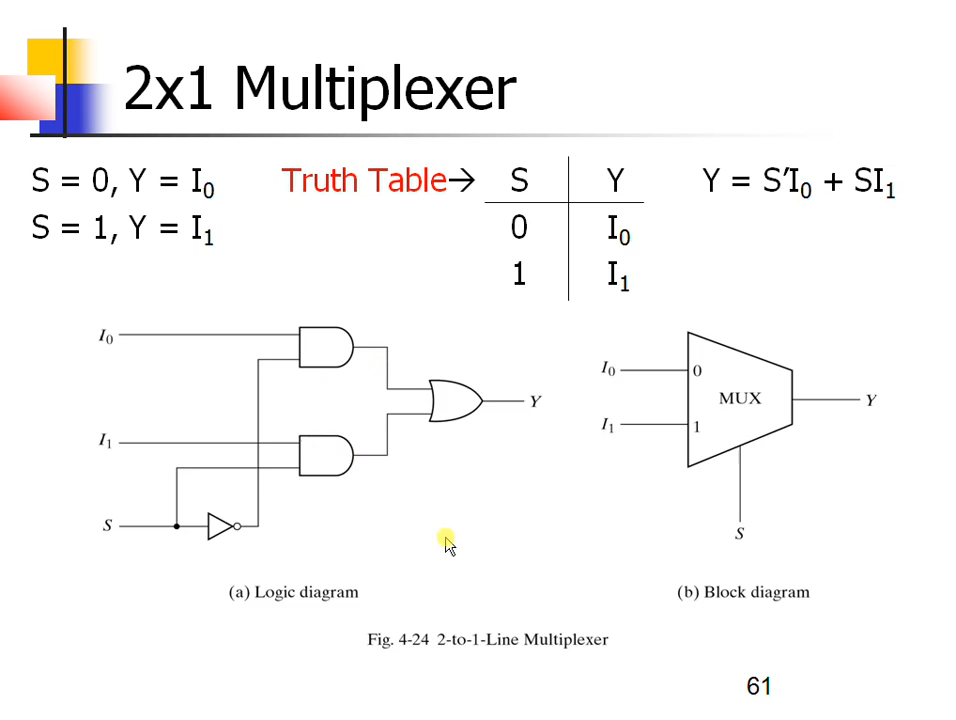 2x1 Multiplexer
S = 0, Y = I₀ Truth Table→ S Y Y = S’I₀ + SI₁
S = 1, Y = I₁ 0 I₀
1 I₁
I₀
I₁
S
Y
I₀ 0
MUX Y
I₁ 1
S
(a) Logic diagram (b) Block diagram
Fig. 4-24 2-to-1-Line Multiplexer
61